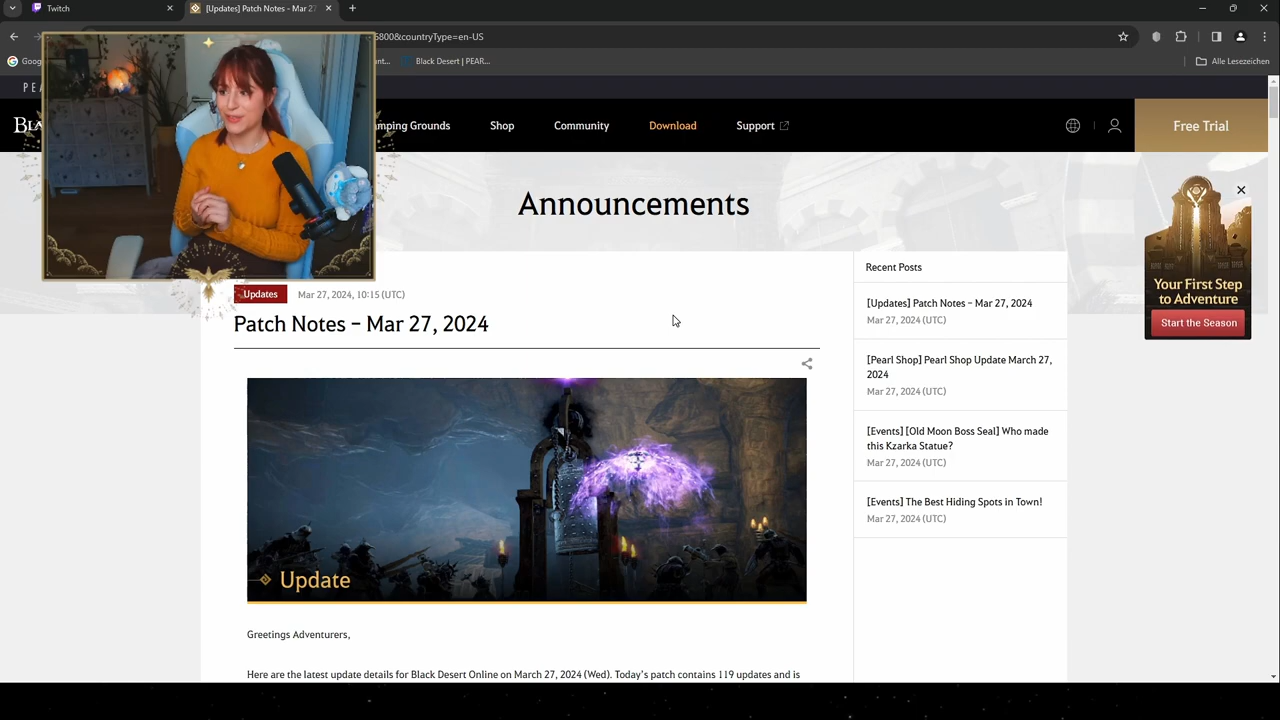 Twitch
[Updates] Patch Notes - Mar 27
5800&countryType=en-US
Goog
Black Desert | PEAR...
Alle Lesezeichen
PEA
amping Grounds
Shop
Community
Download
Support
Free Trial
Announcements
Your First Step
to Adventure
Start the Season
Updates
Mar 27, 2024, 10:15 (UTC)
Patch Notes – Mar 27, 2024
Update
Greetings Adventurers,
Here are the latest update details for Black Desert Online on March 27, 2024 (Wed). Today's patch contains 119 updates and is
Recent Posts
[Updates] Patch Notes – Mar 27, 2024
Mar 27, 2024 (UTC)
[Pearl Shop] Pearl Shop Update March 27,
2024
Mar 27, 2024 (UTC)
[Events] [Old Moon Boss Seal] Who made
this Kzarka Statue?
Mar 27, 2024 (UTC)
[Events] The Best Hiding Spots in Town!
Mar 27, 2024 (UTC)